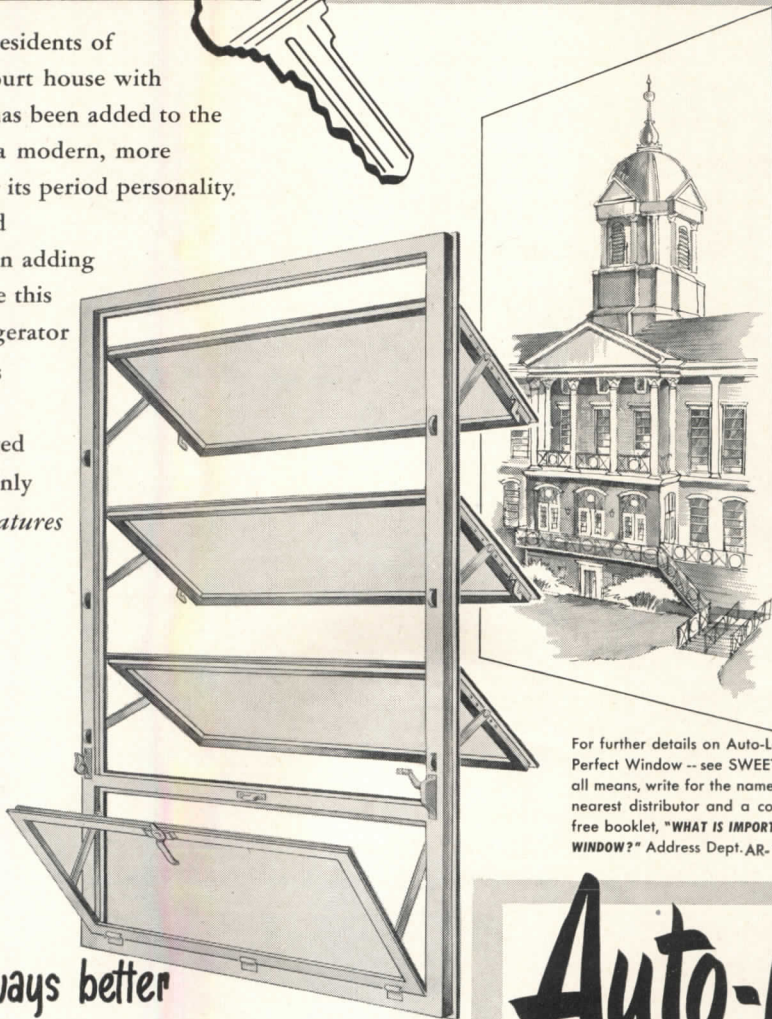 esidents of
ourt house with
has been added to the
a modern, more
its period personality.
d
n adding
e this
gerator
s
ed
nly
atures
For further details on Auto-L
Perfect Window -- see SWEET
all means, write for the name
nearest distributor and a co
free booklet, "WHAT IS IMPORT
WINDOW?" Address Dept. AR-
ways better
Auto-